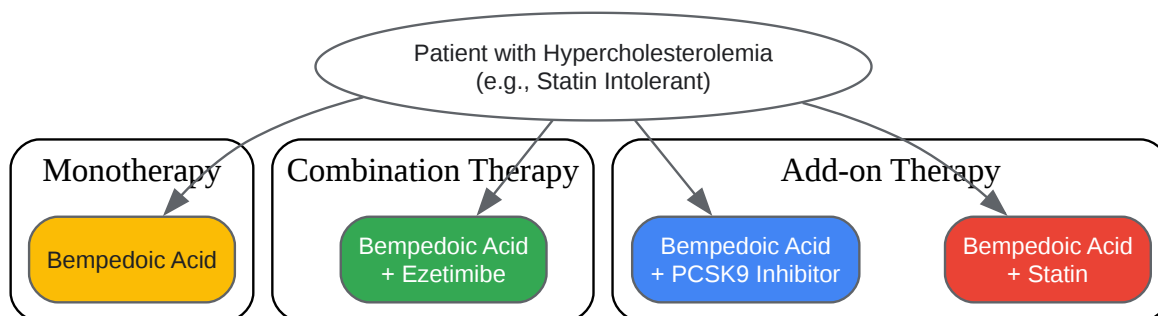 Patient with Hypercholesterolemia
(e.g., Statin Intolerant)
Monotherapy
Combination Therapy
Add-on Therapy
Bempedoic Acid
Bempedoic Acid
+ Ezetimibe
Bempedoic Acid
+ PCSK9 Inhibitor
Bempedoic Acid
+ Statin